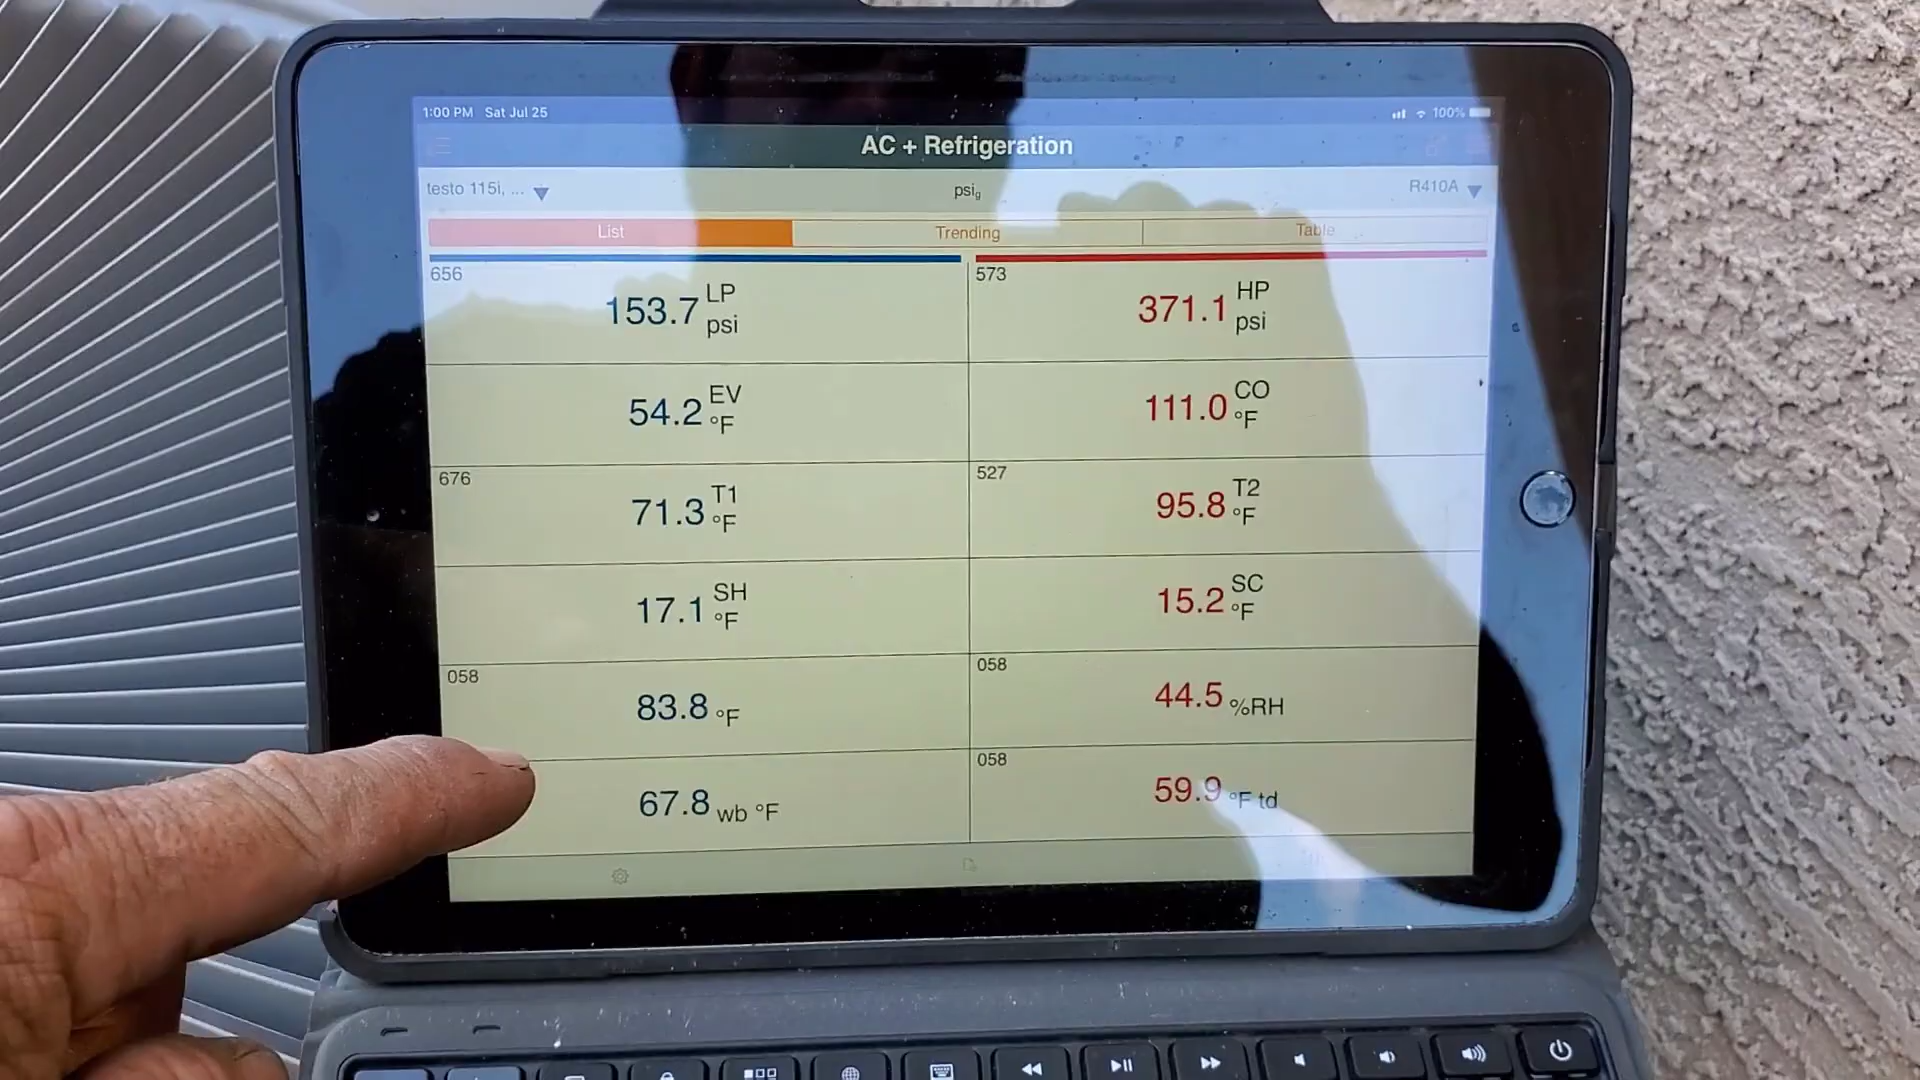 1:00 PM Sat Jul 25
100%
AC + Refrigeration
testo 115i, ...
psig
R410A
List
Trending
Table
656
153.7 LP psi
573
371.1 HP psi
54.2 EV °F
111.0 CO °F
676
71.3 T1 °F
527
95.8 T2 °F
17.1 SH °F
15.2 SC °F
058
83.8 °F
058
44.5 %RH
67.8 wb °F
058
59.9 °F td